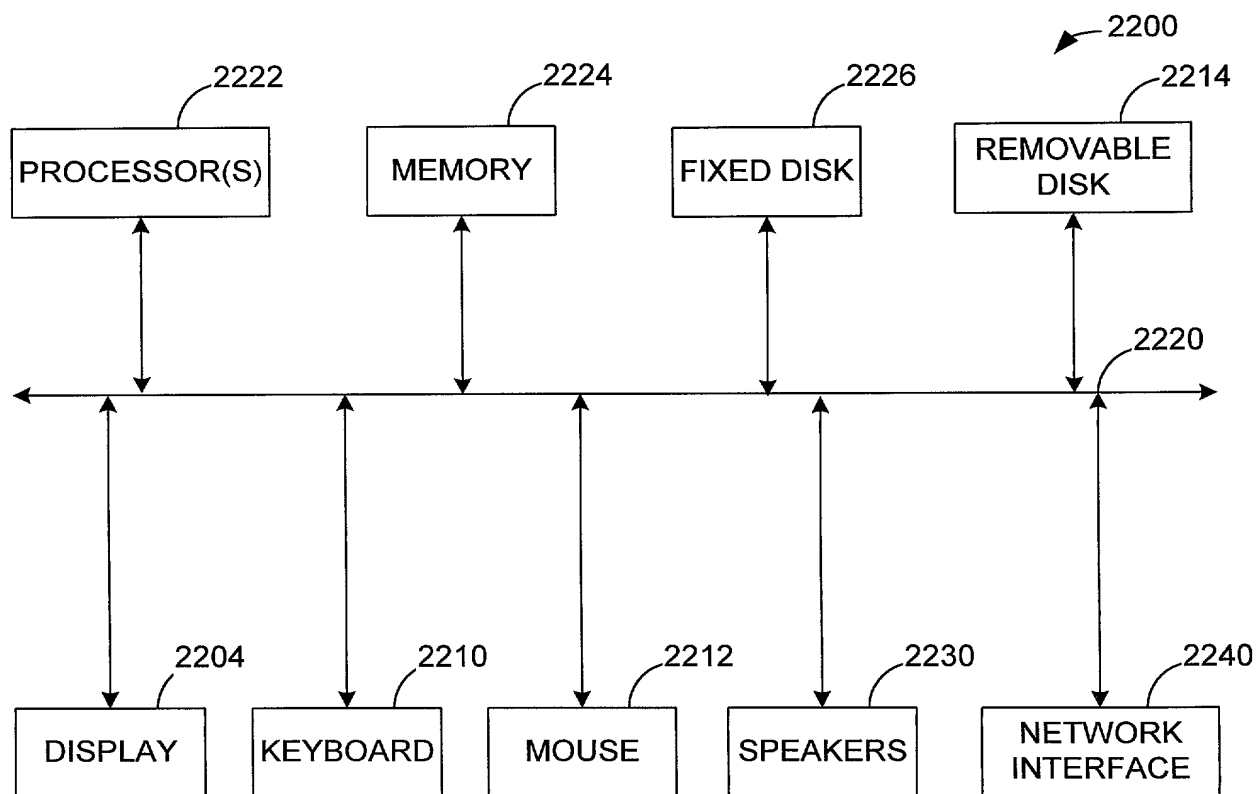 2200
2222
2224
2226
2214
PROCESSOR(S)
MEMORY
FIXED DISK
REMOVABLE
DISK
2220
2204
2210
2212
2230
2240
DISPLAY
KEYBOARD
MOUSE
SPEAKERS
NETWORK
INTERFACE